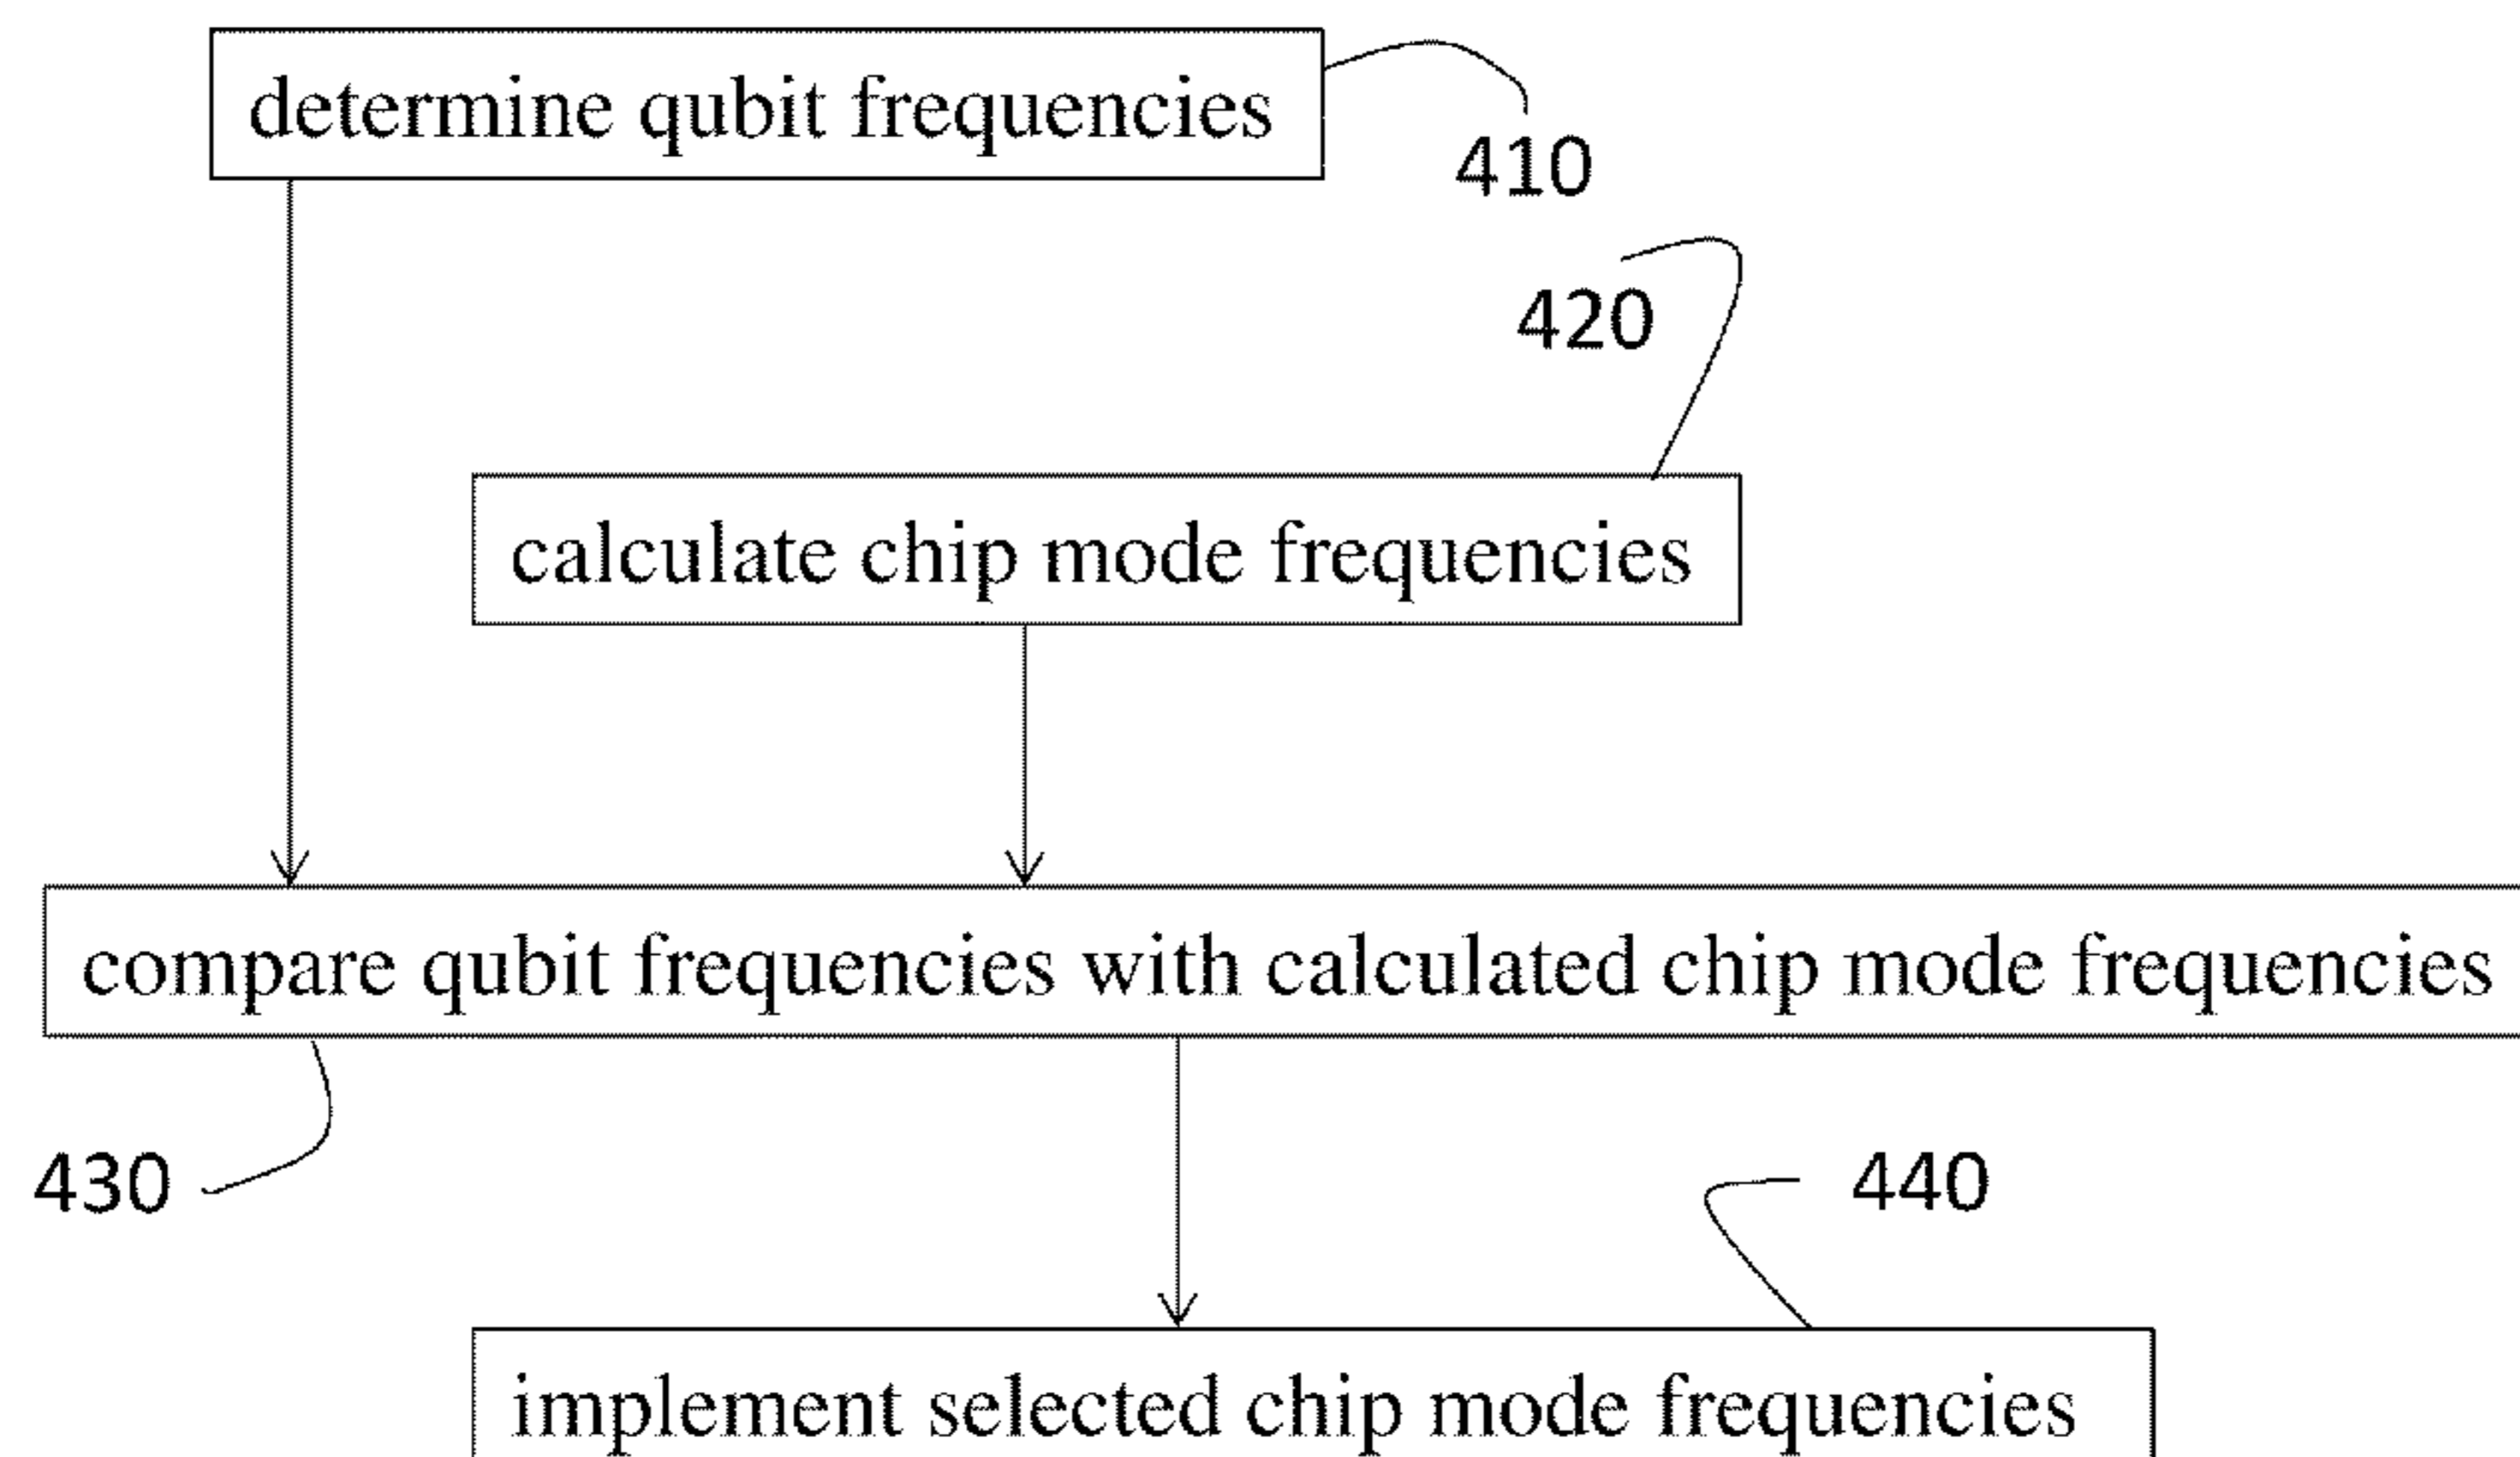 determine qubit frequencies
410
420
calculate chip mode frequencies
compare qubit frequencies with calculated chip mode frequencies
430
440
implement selected chip mode frequencies